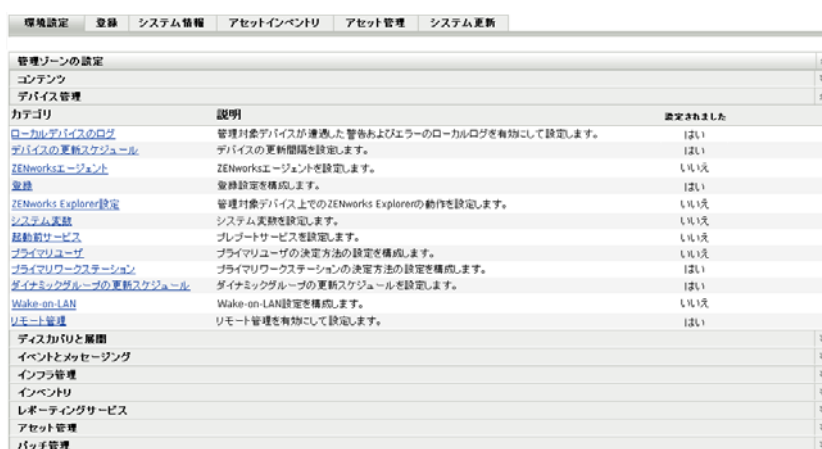 環境設定 登録 システム情報 アセットインベントリ アセット管理 システム更新
管理ゾーンの設定
コンテンツ
デバイス管理
カテゴリ 説明 設定されました
ローカルデバイスのログ 管理対象デバイスが遭遇した警告およびエラーのローカルログを有効にして設定します。 はい
デバイスの更新スケジュール デバイスの更新間隔を設定します。 はい
ZENworksエージェント ZENworksエージェントを設定します。 いいえ
登録 登録設定を構成します。 はい
ZENworks Explorer設定 管理対象デバイス上でのZENworks Explorerの動作を設定します。 いいえ
システム変数 システム変数を設定します。 いいえ
起動前サービス プレブートサービスを設定します。 いいえ
プライマリユーザ プライマリユーザの決定方法の設定を構成します。 いいえ
プライマリワークステーション プライマリワークステーションの決定方法の設定を構成します。 はい
ダイナミックグループの更新スケジュール ダイナミックグループの更新スケジュールを設定します。 はい
Wake-on-LAN Wake-on-LAN設定を構成します。 いいえ
リモート管理 リモート管理を有効にして設定します。 はい
ディスカバリと展開
イベントとメッセージング
インフラ管理
インベントリ
レポーティングサービス
アセット管理
パッチ管理